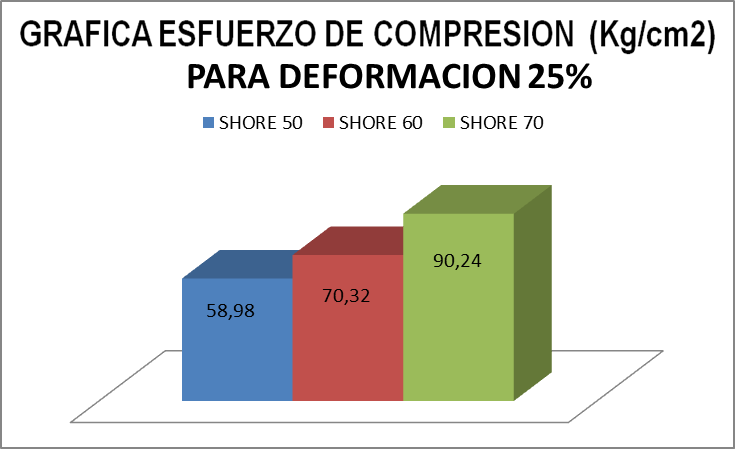 GRAFICA ESFUERZO DE COMPRESION (Kg/cm2)
PARA DEFORMACION 25%
SHORE 50 SHORE 60 SHORE 70
58,98 70,32 90,24